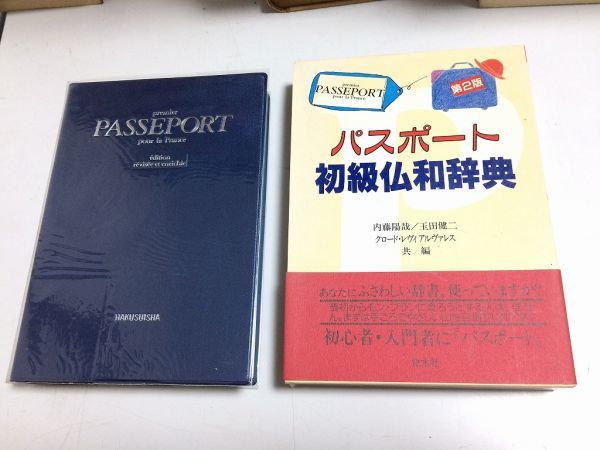 premier
PASSEPORT
pour la France
édition
révisée et enrichie
HAKUSUISHA
premier
PASSEPORT
pour la France
第2版
パスポート
初級仏和辞典
内藤陽哉/玉田健二
クロード・レヴィアルヴァレス
共編
あなたにふさわしい辞書、使っていますか?
初心者・入門者に『パスポート』。
白水社